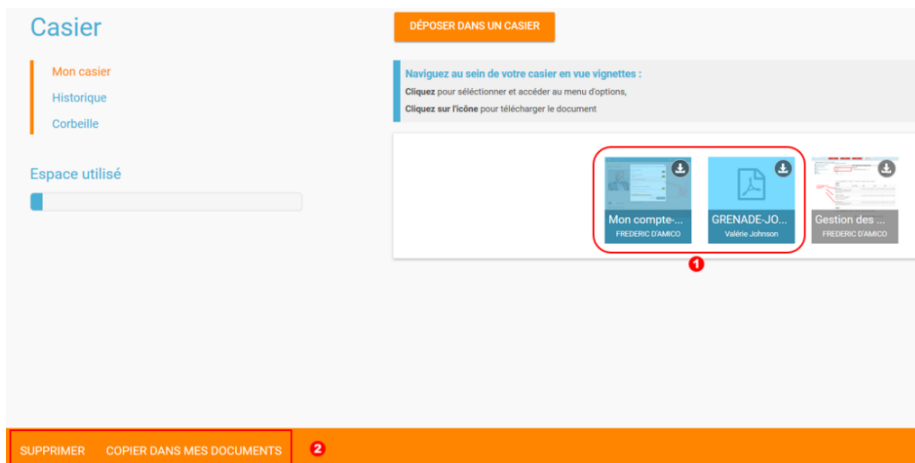 Casier
Mon casier
Historique
Corbeille
Espace utilisé
DÉPOSER DANS UN CASIER
Naviguez au sein de votre casier en vue vignettes :
Cliquez pour séléctionner et accéder au menu d'options,
Cliquez sur l'icône pour télécharger le document
Mon compte-...
FREDERIC D'AMICO
GRENADE-JO...
Valérie Johnson
Gestion des ...
FREDERIC D'AMICO
1
SUPPRIMER COPIER DANS MES DOCUMENTS 2